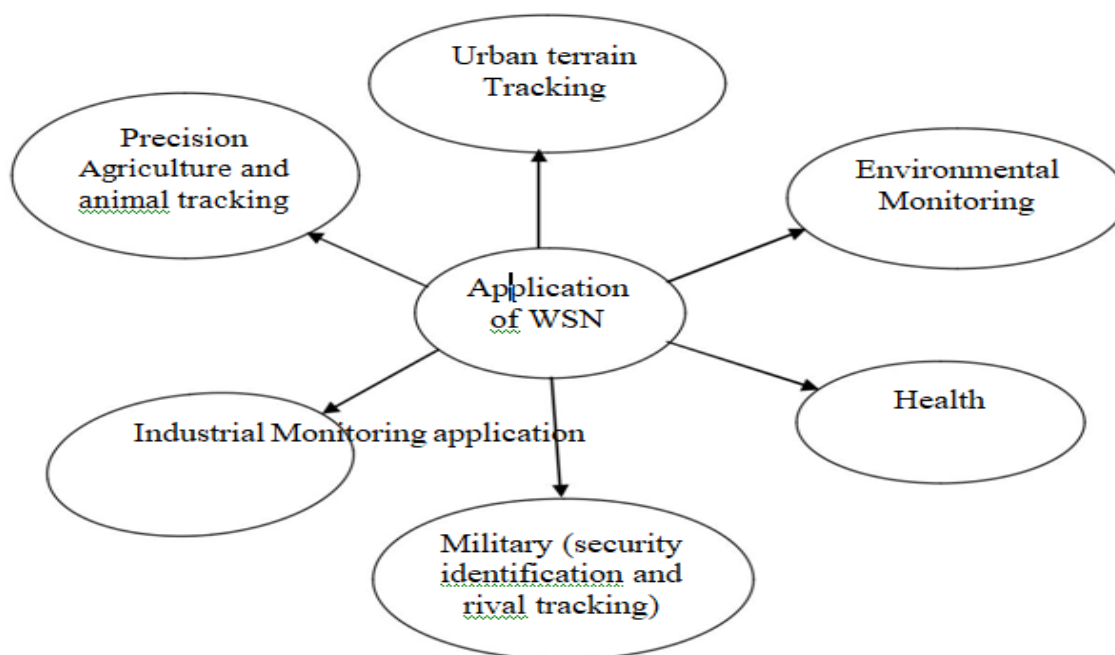 Urban terrain
Tracking
Precision
Agriculture and
animal tracking
Environmental
Monitoring
Application
of WSN
Health
Industrial Monitoring application
Military (security
identification and
rival tracking)